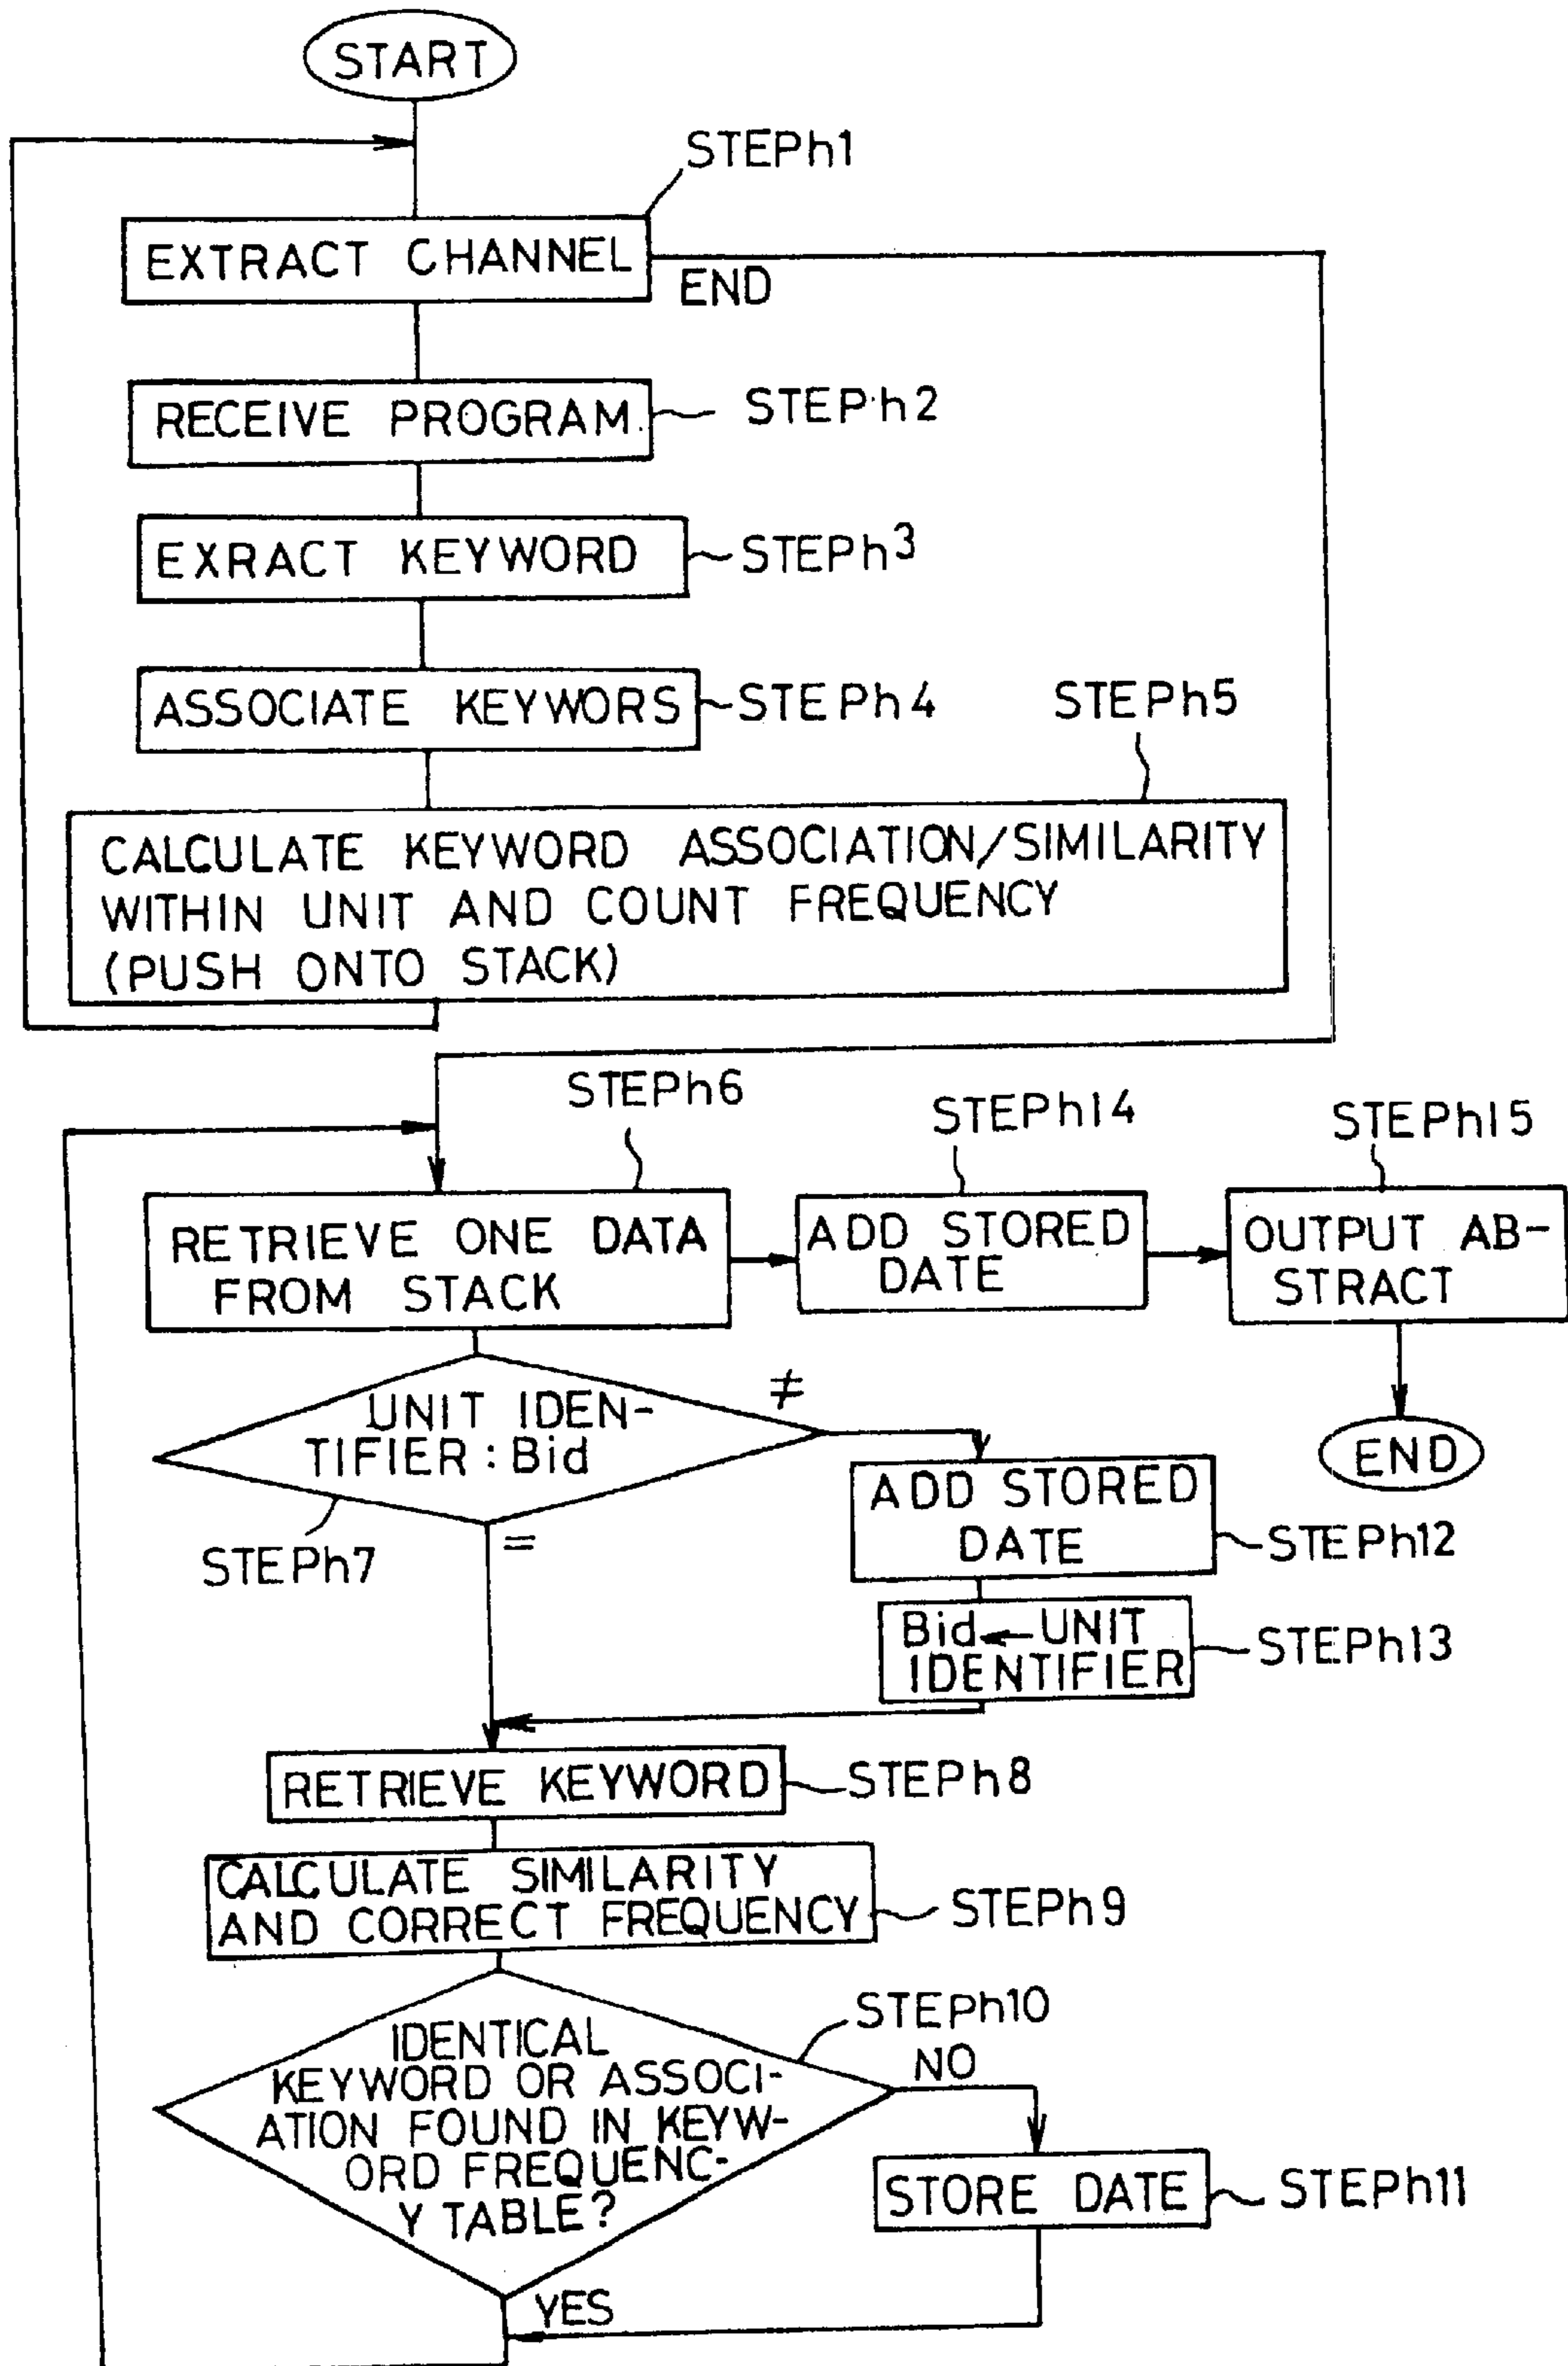 START
STEPh1
EXTRACT CHANNEL
END
RECEIVE PROGRAM
STEPh2
EXRACT KEYWORD
STEPh3
ASSOCIATE KEYWORS
STEPh4
STEPh5
CALCULATE KEYWORD ASSOCIATION/SIMILARITY
WITHIN UNIT AND COUNT FREQUENCY
(PUSH ONTO STACK)
STEPh6
STEPh14
STEPh15
RETRIEVE ONE DATA
FROM STACK
ADD STORED
DATE
OUTPUT AB-
STRACT
UNIT IDEN-
TIFIER : Bid
≠
=
STEPh7
END
ADD STORED
DATE
STEPh12
Bid ← UNIT
IDENTIFIER
STEPh13
RETRIEVE KEYWORD
STEPh8
CALCULATE SIMILARITY
AND CORRECT FREQUENCY
STEPh9
STEPh10
IDENTICAL
KEYWORD OR ASSOCI-
ATION FOUND IN KEYW-
ORD FREQUENC-
Y TABLE?
NO
STORE DATE
STEPh11
YES